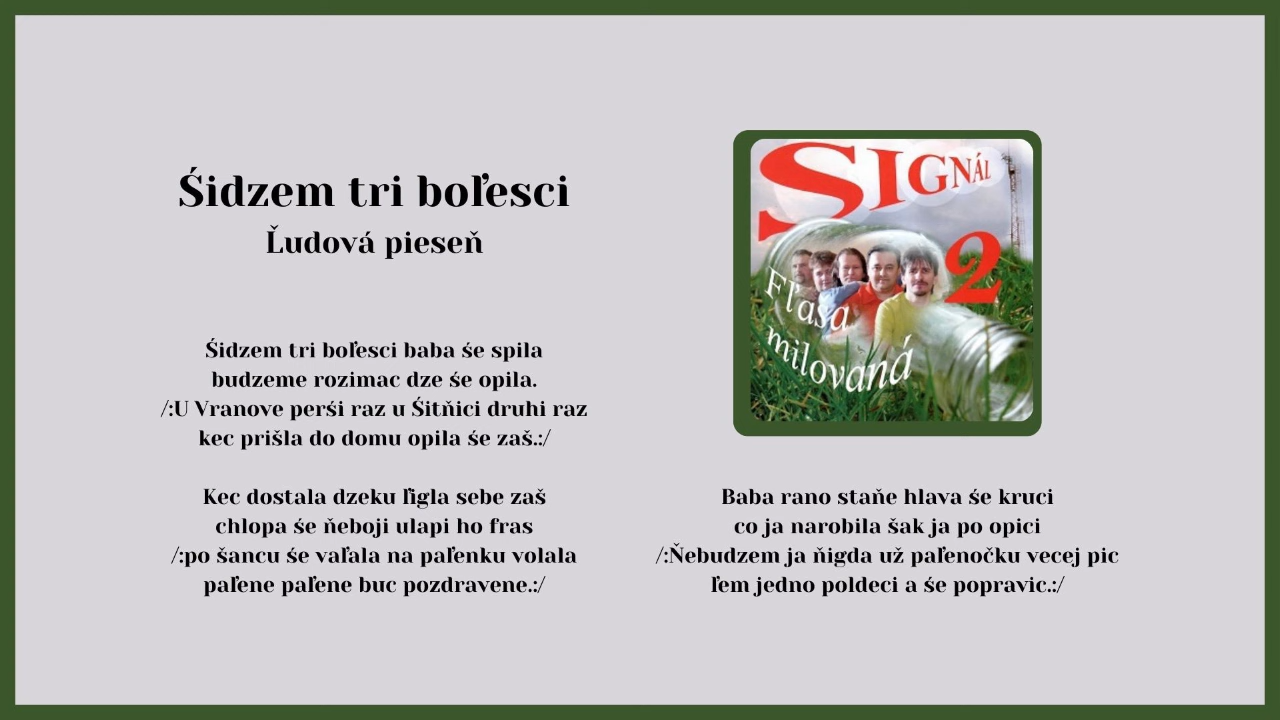 Śidzem tri boľesci
Ľudová pieseň
Śidzem tri boľesci baba śe spila
budzeme rozimac dze śe opila.
/:U Vranove perśi raz u Śitňici druhi raz
kec prišla do domu opila śe zaš.:/
Kec dostala dzeku ľigla sebe zaš
chlopa śe ňeboji ulapi ho fras
/:po šancu śe vaľala na paľenku volala
paľene paľene buc pozdravene.:/
SIGNÁL
2
Fľaša
milovaná
Baba rano staňe hlava śe kruci
co ja narobila šak ja po opici
/:Ňebudzem ja ňigda už paľenočku vecej pic
ľem jedno poldeci a śe popravic.:/